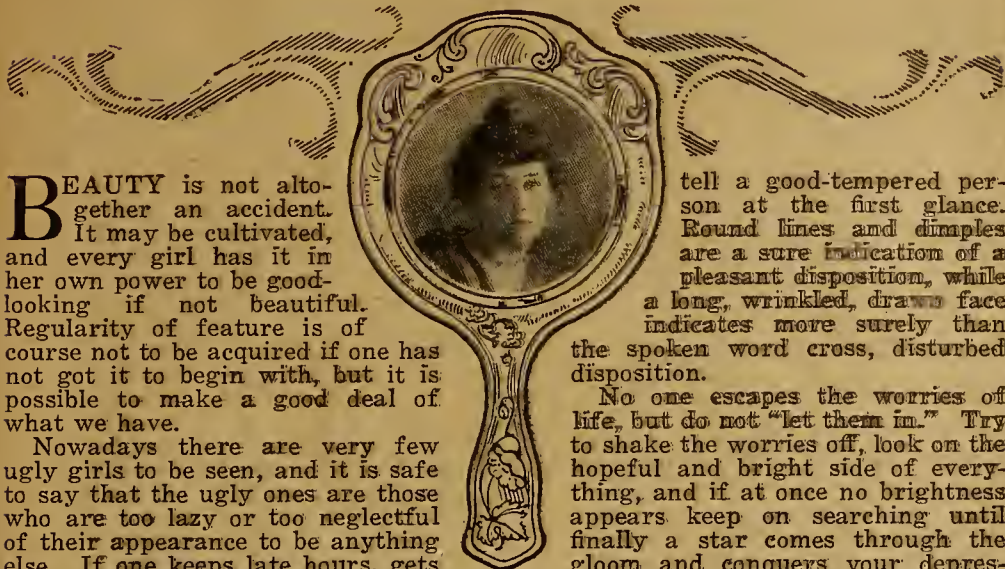 BEAUTY is not alto-
gether an accident.
It may be cultivated,
and every girl has it in
her own power to be good-
looking if not beautiful.
Regularity of feature is of
course not to be acquired if one has
not got it to begin with, but it is
possible to make a good deal of
what we have.
Nowadays there are very few
ugly girls to be seen, and it is safe
to say that the ugly ones are those
who are too lazy or too neglectful
of their appearance to be anything
else. If one keeps late hours, gets
tell a good-tempered per-
son at the first glance.
Round lines and dimples
are a sure indication of a
pleasant disposition, while
a long, wrinkled, drawn face
indicates more surely than
the spoken word cross, disturbed
disposition.
No one escapes the worries of
life, but do not "let them in." Try
to shake the worries off, look on the
hopeful and bright side of every-
thing, and if at once no brightness
appears keep on searching until
finally a star comes through the
gloom and conquers your depres-